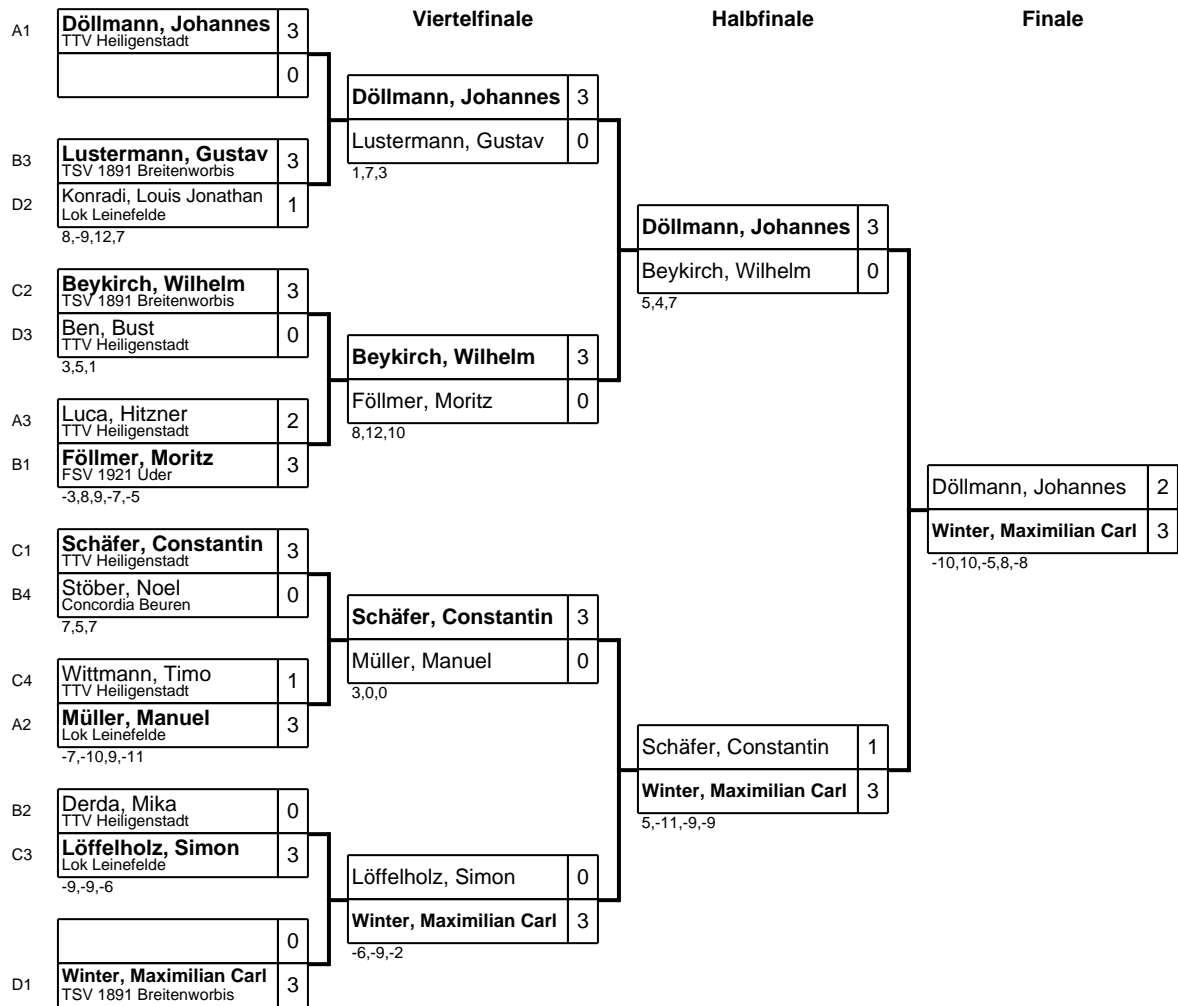 Viertelfinale
Halbfinale
Finale
A1
Döllmann, Johannes 3
TTV Heiligenstadt
0
B3
Lustermann, Gustav 3
TSV 1891 Breitenworbis
D2
Konradi, Louis Jonathan 1
Lok Leinefelde
8,-9,12,7
C2
Beykirch, Wilhelm 3
TSV 1891 Breitenworbis
D3
Ben, Bust 0
TTV Heiligenstadt
3,5,1
A3
Luca, Hitzner 2
TTV Heiligenstadt
B1
Föllmer, Moritz 3
FSV 1921 Uder
-3,8,9,-7,-5
C1
Schäfer, Constantin 3
TTV Heiligenstadt
B4
Stöber, Noel 0
Concordia Beuren
7,5,7
C4
Wittmann, Timo 1
TTV Heiligenstadt
A2
Müller, Manuel 3
Lok Leinefelde
-7,-10,9,-11
B2
Derda, Mika 0
TTV Heiligenstadt
C3
Löffelholz, Simon 3
Lok Leinefelde
-9,-9,-6
0
D1
Winter, Maximilian Carl 3
TSV 1891 Breitenworbis
Döllmann, Johannes 3
Lustermann, Gustav 0
1,7,3
Beykirch, Wilhelm 3
Föllmer, Moritz 0
8,12,10
Schäfer, Constantin 3
Müller, Manuel 0
3,0,0
Löffelholz, Simon 0
Winter, Maximilian Carl 3
-6,-9,-2
Döllmann, Johannes 3
Beykirch, Wilhelm 0
5,4,7
Schäfer, Constantin 1
Winter, Maximilian Carl 3
5,-11,-9,-9
Döllmann, Johannes 2
Winter, Maximilian Carl 3
-10,10,-5,8,-8